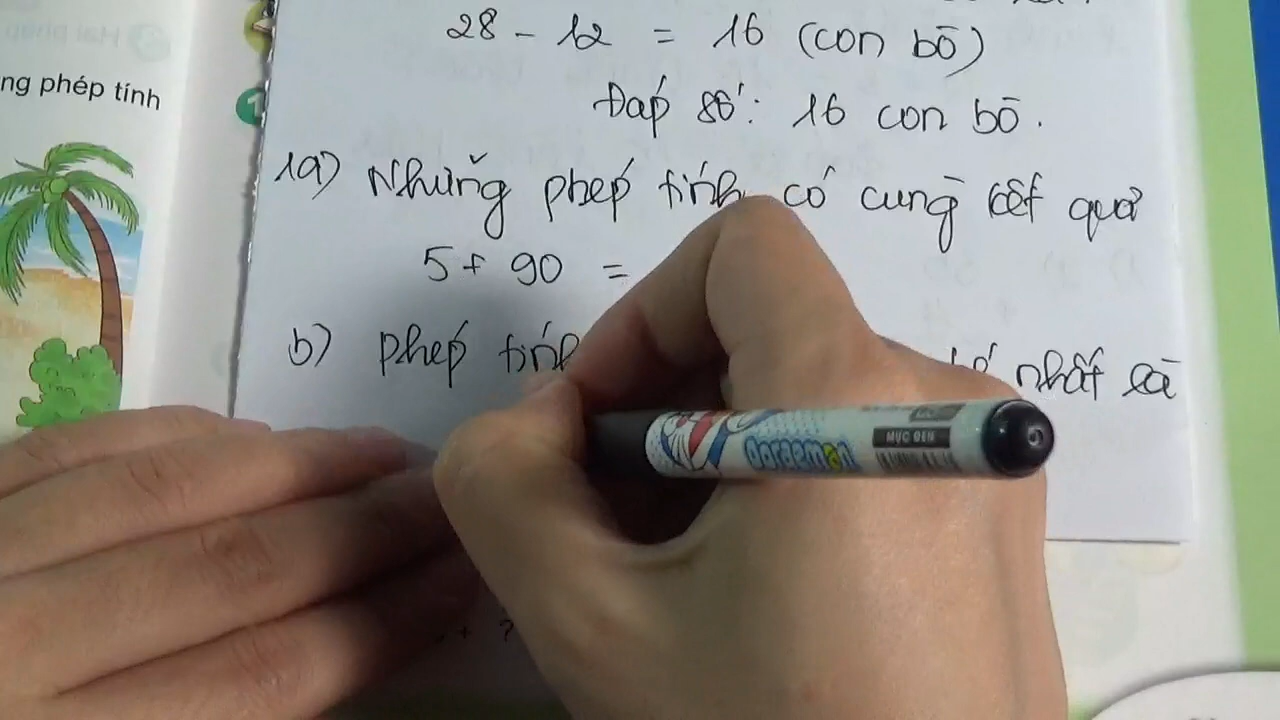 ng phép tính
1
28 - 12 = 16 (con bò)
Đáp số: 16 con bò.
1a) Những phép tính có cùng kết quả
5 + 90 =
b) phép tính nhất là
Doraemon
MỰC ĐEN
+ ?